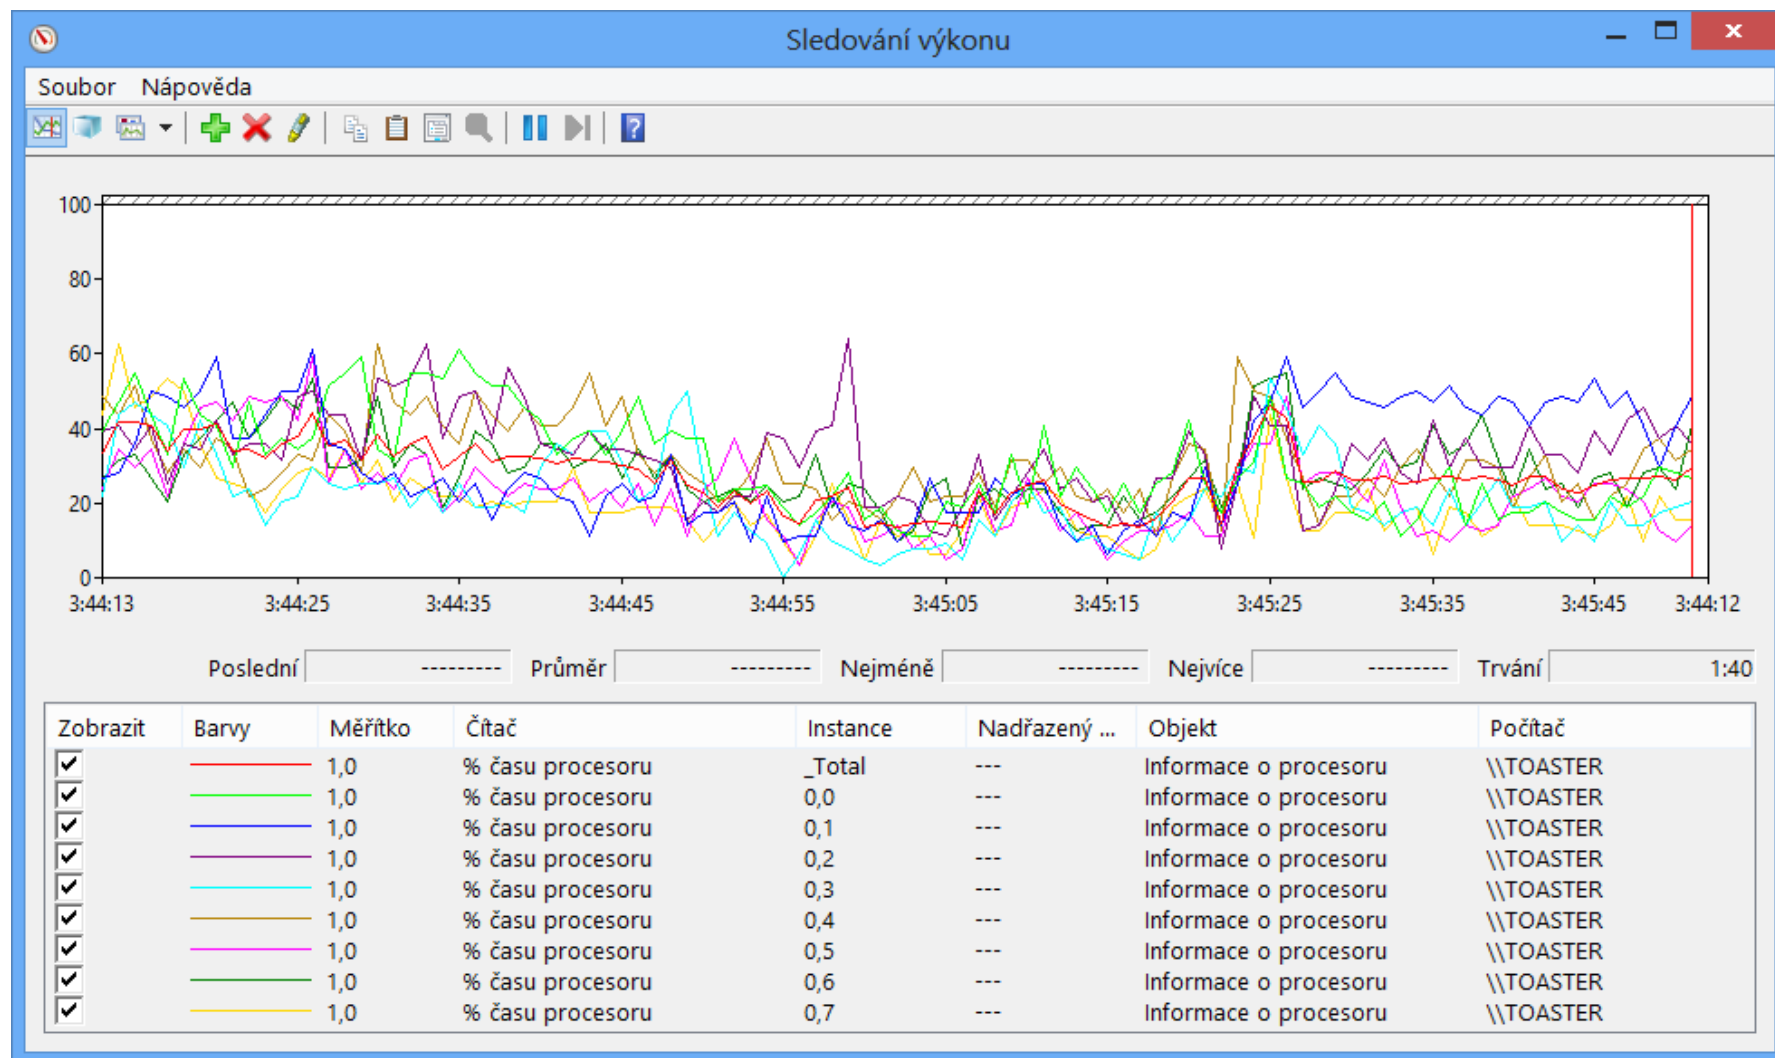 Sledování výkonu
Soubor Nápověda
100
80
60
40
20
0
3:44:13 3:44:25 3:44:35 3:44:45 3:44:55 3:45:05 3:45:15 3:45:25 3:45:35 3:45:45 3:44:12
Poslední --------- Průměr --------- Nejméně --------- Nejvíce --------- Trvání 1:40
Zobrazit Barvy Měřítko Čítač Instance Nadřazený ... Objekt Počítač
1,0 % času procesoru _Total --- Informace o procesoru \\TOASTER
1,0 % času procesoru 0,0 --- Informace o procesoru \\TOASTER
1,0 % času procesoru 0,1 --- Informace o procesoru \\TOASTER
1,0 % času procesoru 0,2 --- Informace o procesoru \\TOASTER
1,0 % času procesoru 0,3 --- Informace o procesoru \\TOASTER
1,0 % času procesoru 0,4 --- Informace o procesoru \\TOASTER
1,0 % času procesoru 0,5 --- Informace o procesoru \\TOASTER
1,0 % času procesoru 0,6 --- Informace o procesoru \\TOASTER
1,0 % času procesoru 0,7 --- Informace o procesoru \\TOASTER